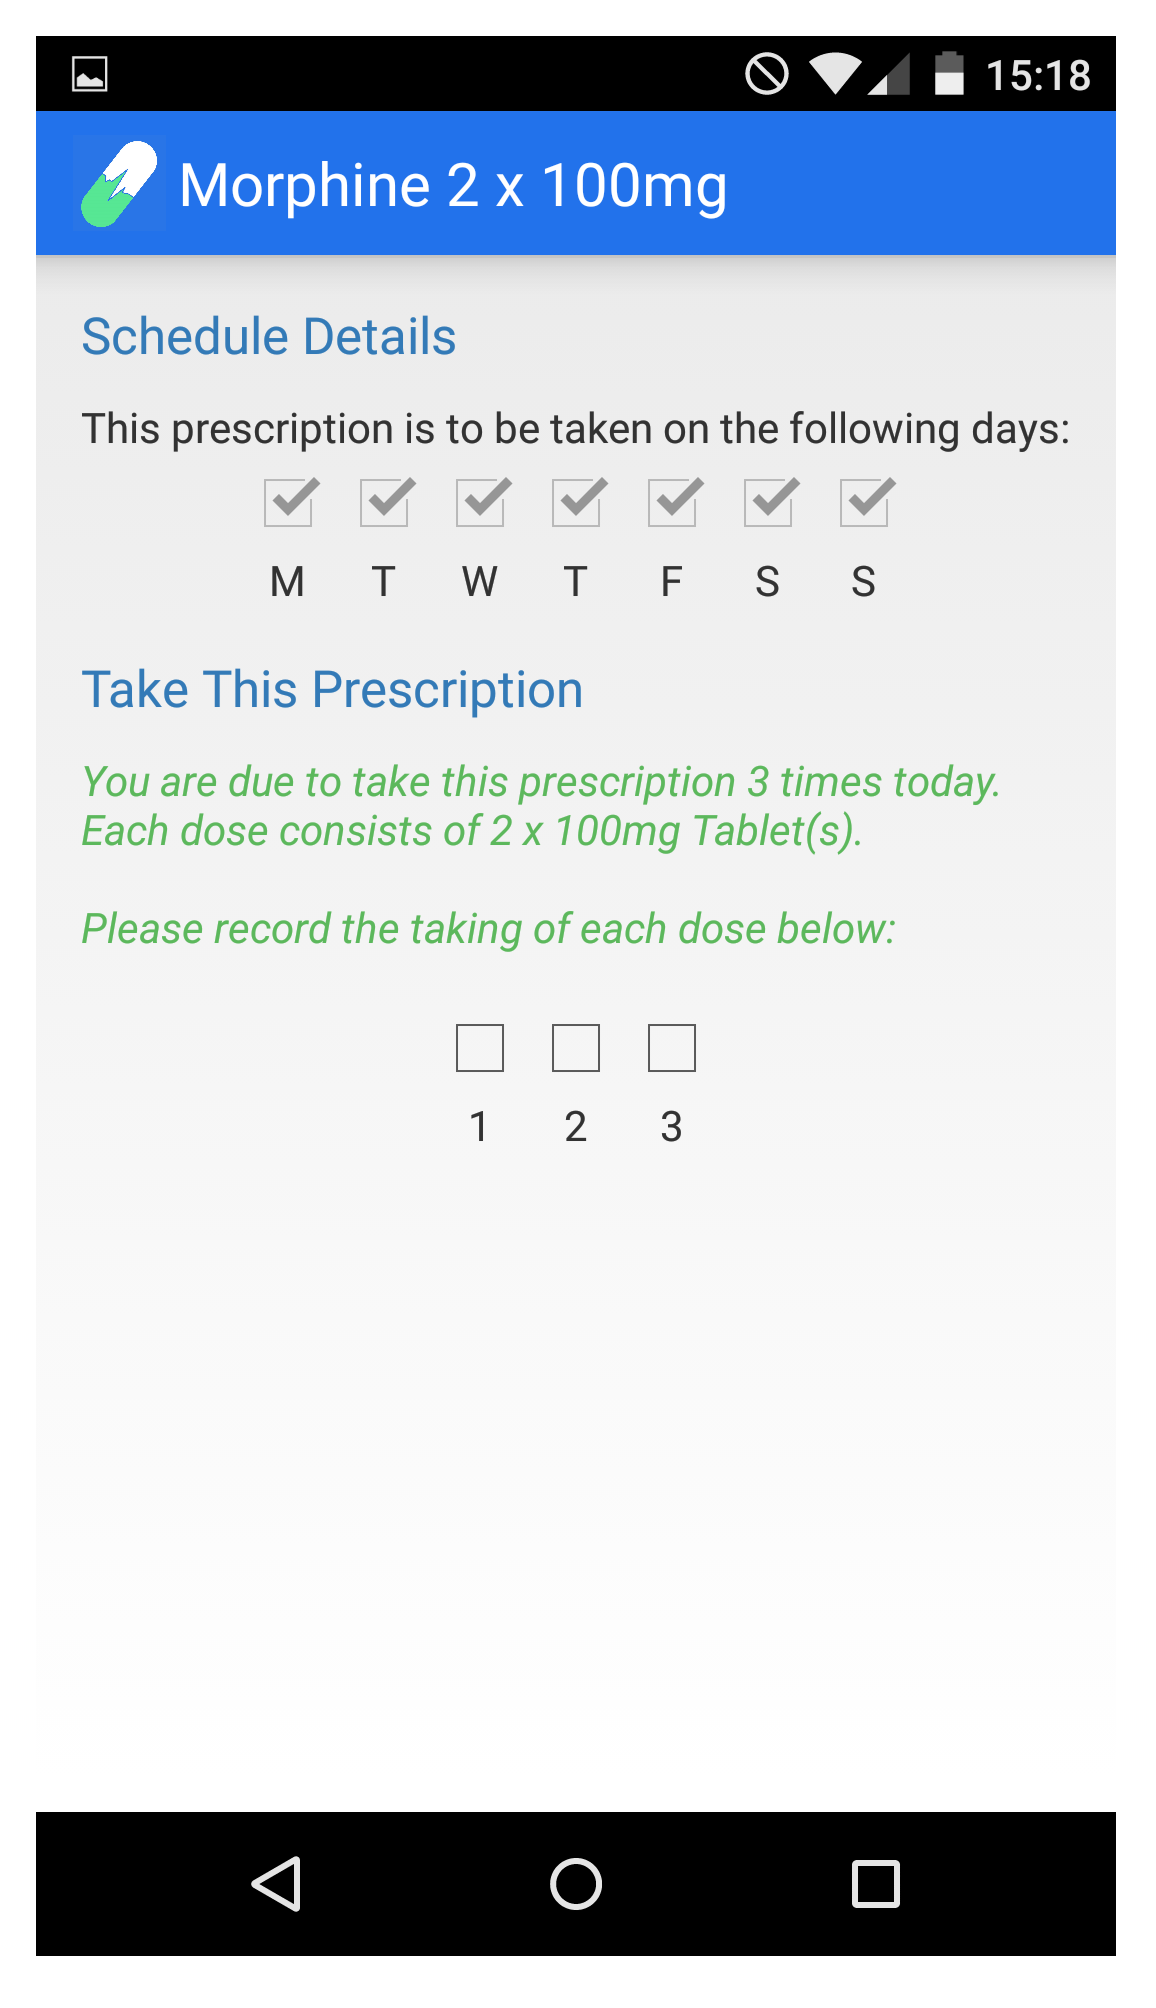 15:18
Morphine 2 x 100mg
Schedule Details
This prescription is to be taken on the following days:
M T W T F S S
Take This Prescription
You are due to take this prescription 3 times today.
Each dose consists of 2 x 100mg Tablet(s).
Please record the taking of each dose below:
1 2 3